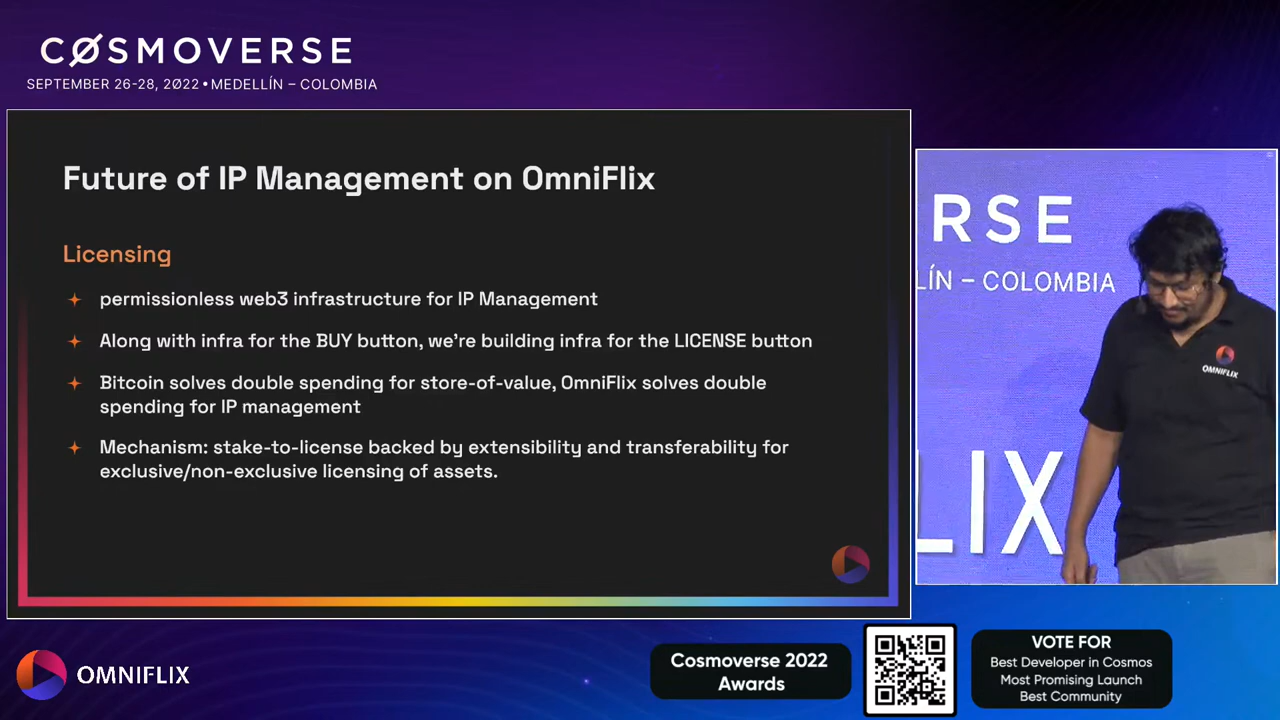 CØSMOVERSE
SEPTEMBER 26-28, 2Ø22 • MEDELLÍN – COLOMBIA
Future of IP Management on OmniFlix
Licensing
permissionless web3 infrastructure for IP Management
Along with infra for the BUY button, we're building infra for the LICENSE button
Bitcoin solves double spending for store-of-value, OmniFlix solves double
spending for IP management
Mechanism: stake-to-license backed by extensibility and transferability for
exclusive/non-exclusive licensing of assets.
RSE
LÍN – COLOMBIA
OMNIFLIX
LIX
OMNIFLIX
Cosmoverse 2022
Awards
VOTE FOR
Best Developer in Cosmos
Most Promising Launch
Best Community